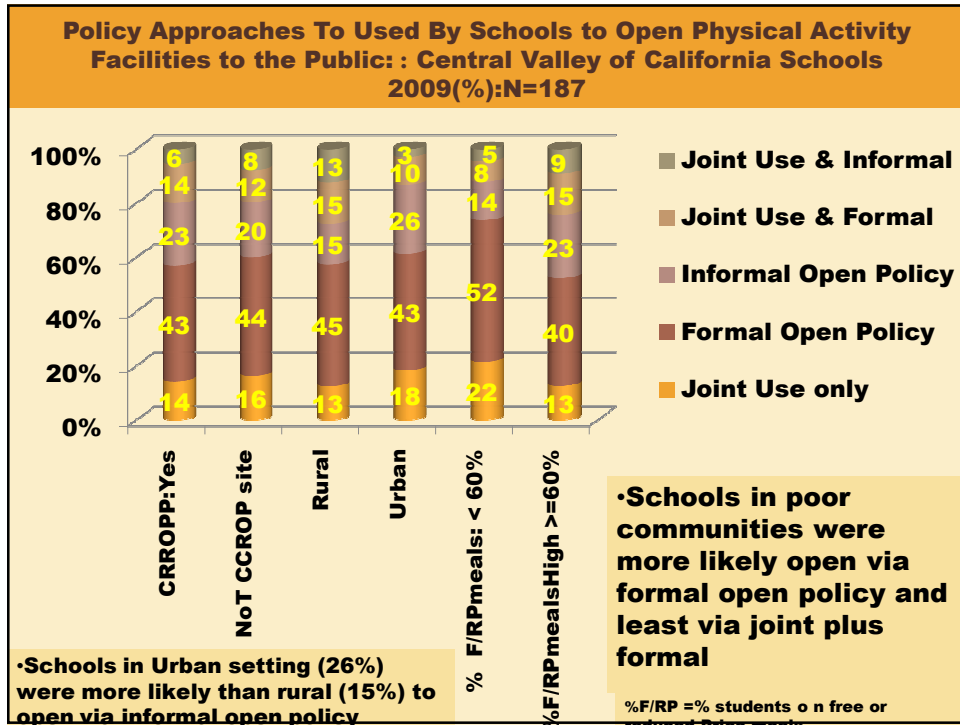 Policy Approaches To Used By Schools to Open Physical Activity
Facilities to the Public: : Central Valley of California Schools
2009(%):N=187
100%
80%
60%
40%
20%
0%
6 8 13 3 5 9
14 12 15 10 8 15
23 20 15 26 14 23
43 44 45 43 52 40
14 16 13 18 22 13
CRROPP:Yes
NoT CCROP site
Rural
Urban
% F/RPmeals: < 60%
%F/RPmealsHigh >=60%
Joint Use & Informal
Joint Use & Formal
Informal Open Policy
Formal Open Policy
Joint Use only
•Schools in poor
communities were
more likely open via
formal open policy and
least via joint plus
formal
•Schools in Urban setting (26%)
were more likely than rural (15%) to
open via informal open policy
%F/RP =% students o n free or